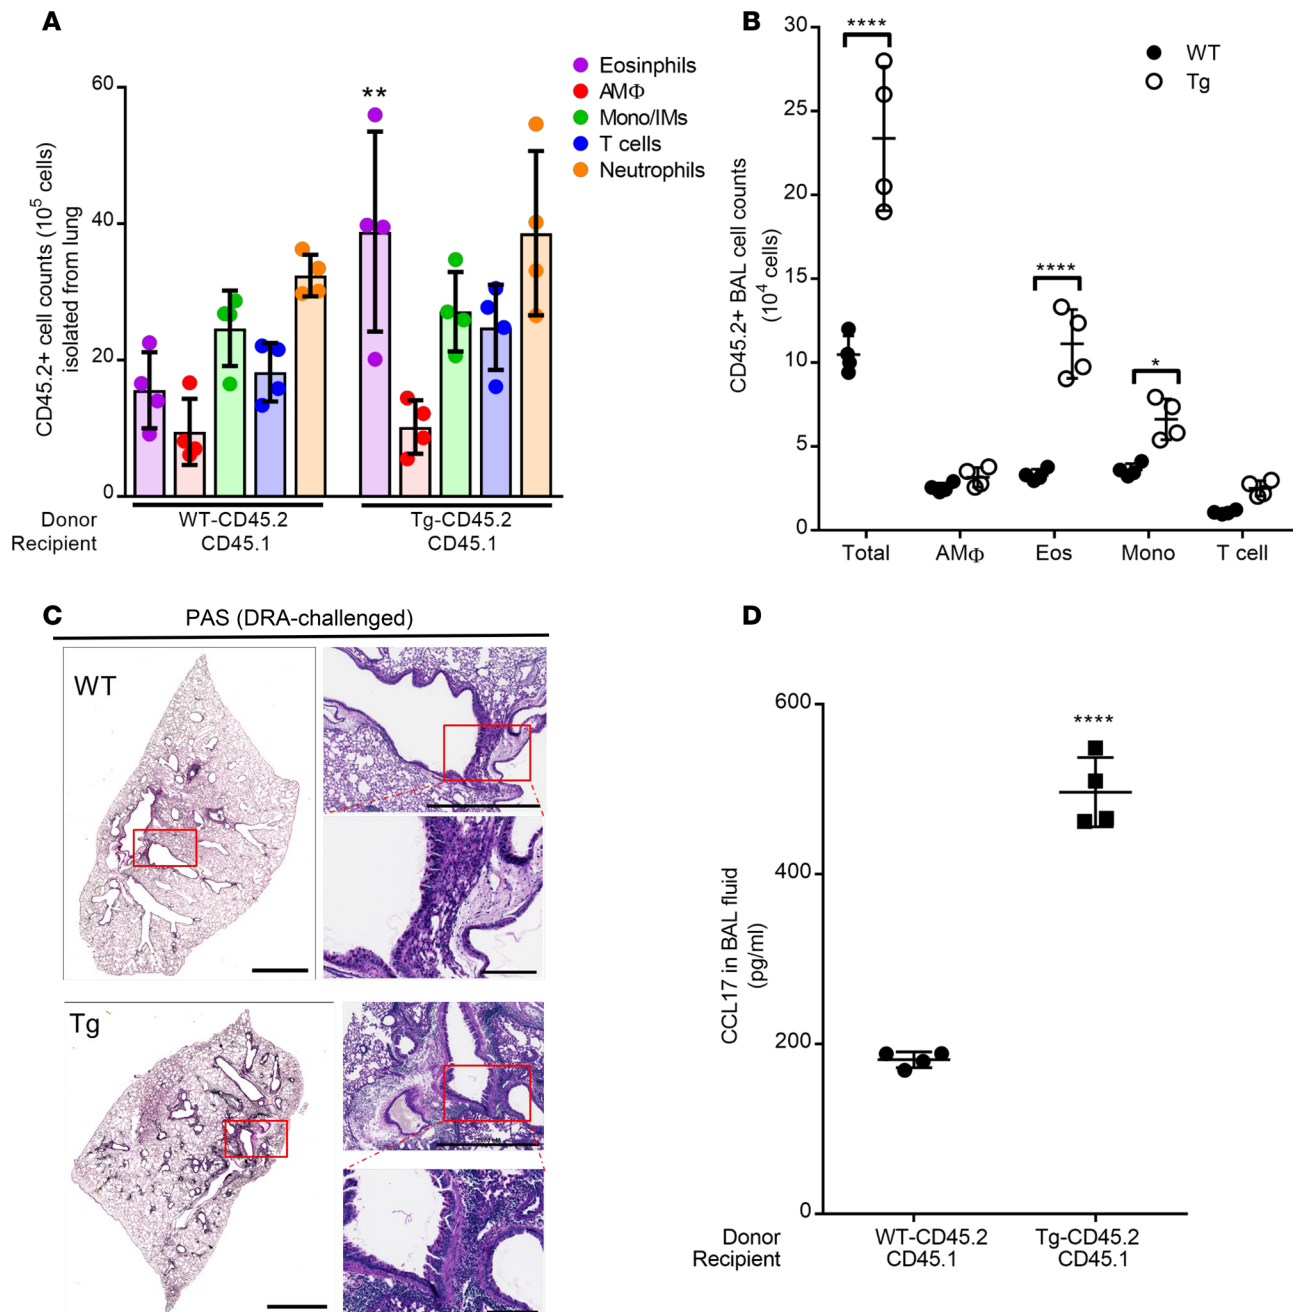 A
**
Eosinphils
AMΦ
Mono/IMs
T cells
Neutrophils
60
40
20
0
CD45.2+ cell counts (10⁵ cells)
isolated from lung
Donor WT-CD45.2 Tg-CD45.2
Recipient CD45.1 CD45.1
B
WT
Tg
****
****
*
30
25
20
15
10
5
0
CD45.2+ BAL cell counts
(10⁴ cells)
Total AMΦ Eos Mono T cell
C
PAS (DRA-challenged)
WT
Tg
D
****
600
400
200
0
CCL17 in BAL fluid
(pg/ml)
Donor WT-CD45.2 Tg-CD45.2
Recipient CD45.1 CD45.1